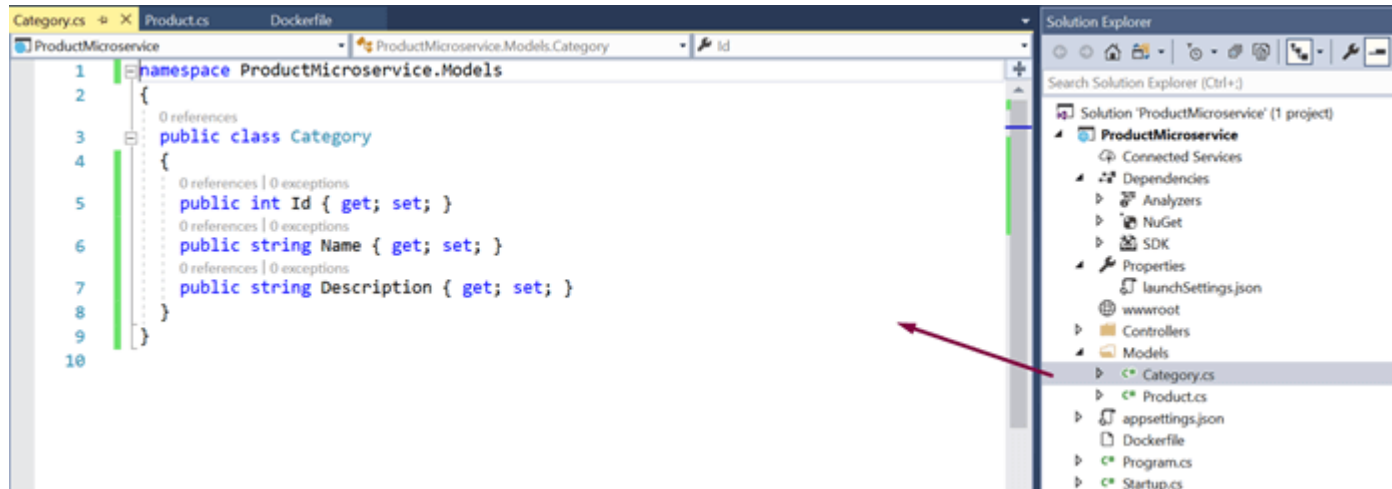 Category.cs Product.cs Dockerfile
ProductMicroservice ProductMicroservice.Models.Category Id
1 namespace ProductMicroservice.Models
2 {
0 references
3 public class Category
4 {
0 references | 0 exceptions
5 public int Id { get; set; }
0 references | 0 exceptions
6 public string Name { get; set; }
0 references | 0 exceptions
7 public string Description { get; set; }
8 }
9 }
10
Solution Explorer
Search Solution Explorer (Ctrl+;)
Solution 'ProductMicroservice' (1 project)
ProductMicroservice
Connected Services
Dependencies
Analyzers
NuGet
SDK
Properties
launchSettings.json
wwwroot
Controllers
Models
C# Category.cs
C# Product.cs
appsettings.json
Dockerfile
C# Program.cs
C# Startup.cs